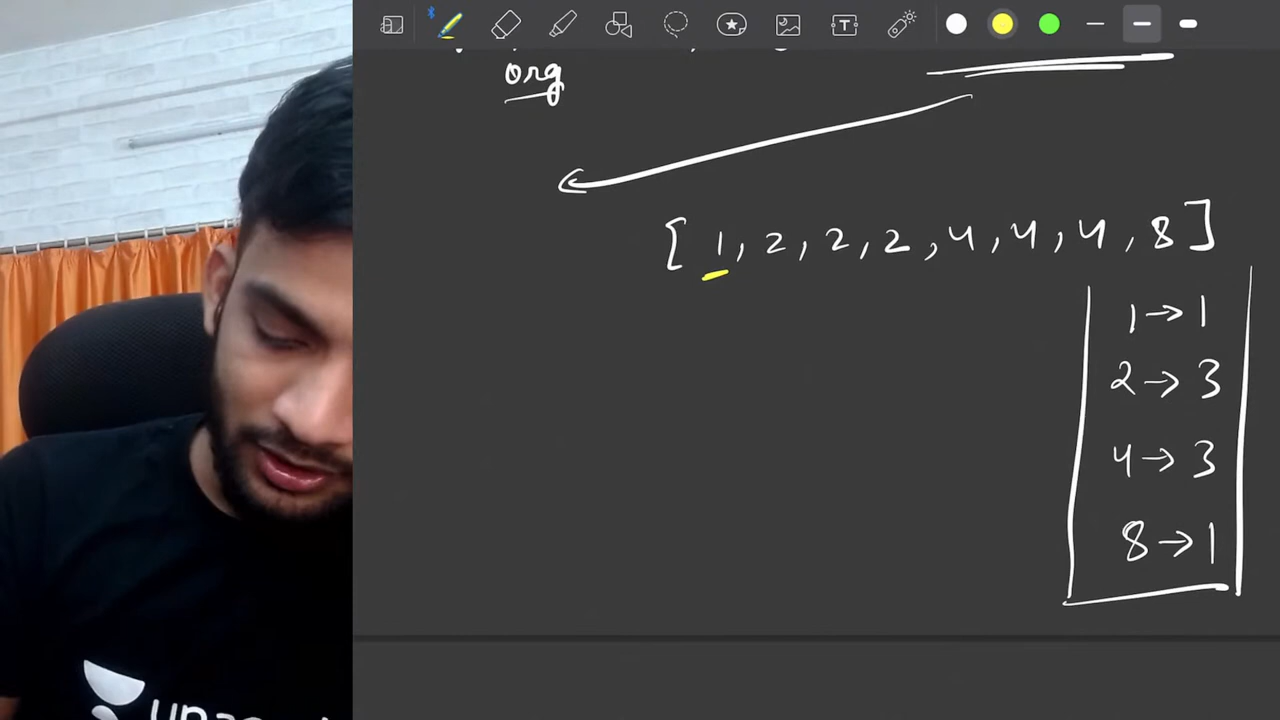 org
[ 1, 2, 2, 2, 4, 4, 4, 8 ]
1 → 1
2 → 3
4 → 3
8 → 1